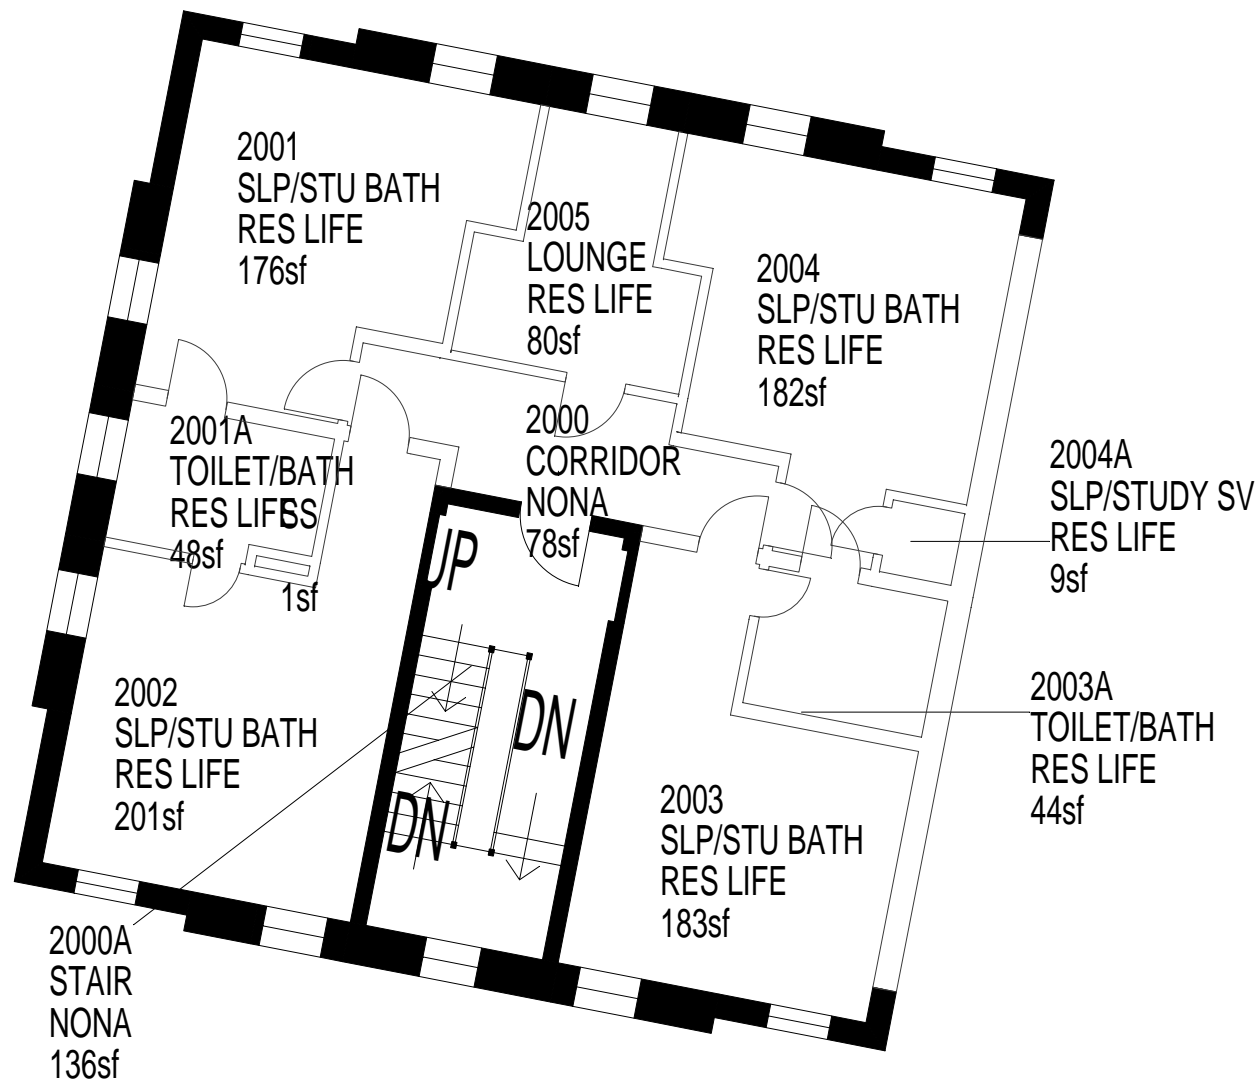 2001
SLP/STU BATH
RES LIFE
176sf
2005
LOUNGE
RES LIFE
80sf
2004
SLP/STU BATH
RES LIFE
182sf
2001A
TOILET/BATH
RES LIFE
48sf
SS
1sf
2000
CORRIDOR
NONA
78sf
2004A
SLP/STUDY SV
RES LIFE
9sf
UP
DN
DN
2002
SLP/STU BATH
RES LIFE
201sf
2003A
TOILET/BATH
RES LIFE
44sf
2003
SLP/STU BATH
RES LIFE
183sf
2000A
STAIR
NONA
136sf